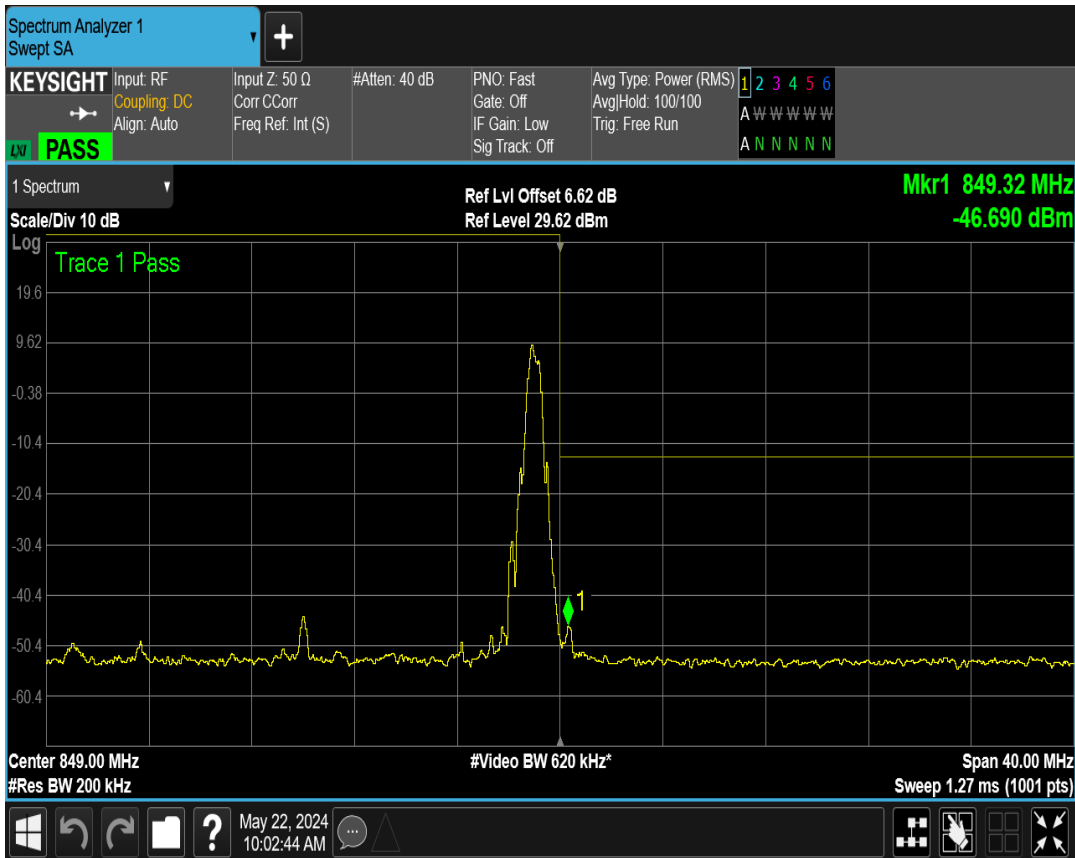 Spectrum Analyzer 1
Swept SA
+
KEYSIGHT
LXI PASS
Input: RF
Coupling: DC
Align: Auto
Input Z: 50 Ω
Corr CCorr
Freq Ref: Int (S)
#Atten: 40 dB
PNO: Fast
Gate: Off
IF Gain: Low
Sig Track: Off
Avg Type: Power (RMS)
Avg|Hold: 100/100
Trig: Free Run
1 2 3 4 5 6
A W W W W W
A N N N N N
1 Spectrum
Scale/Div 10 dB
Ref Lvl Offset 6.62 dB
Ref Level 29.62 dBm
Mkr1 849.32 MHz
-46.690 dBm
Log
Trace 1 Pass
19.6
9.62
-0.38
-10.4
-20.4
-30.4
-40.4
-50.4
-60.4
1
Center 849.00 MHz
#Res BW 200 kHz
#Video BW 620 kHz*
Span 40.00 MHz
Sweep 1.27 ms (1001 pts)
?
May 22, 2024
10:02:44 AM